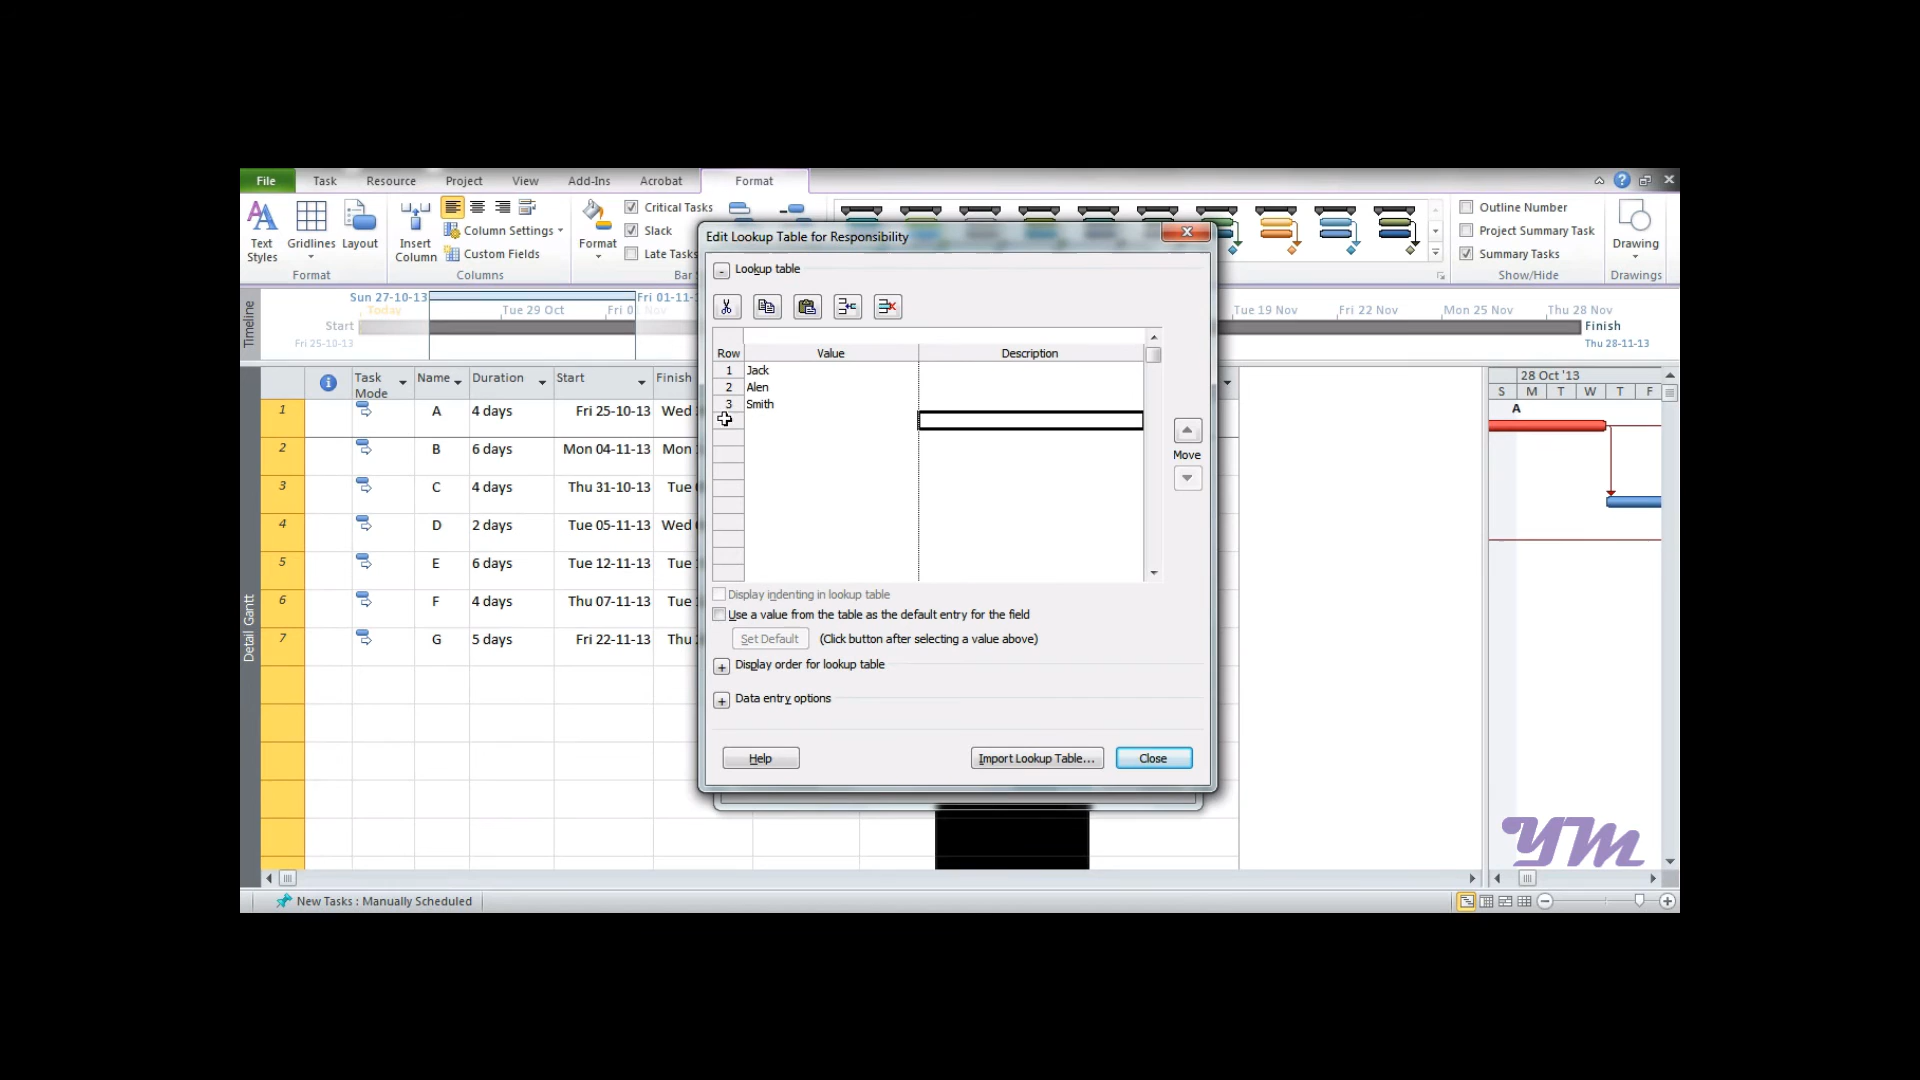 File Task Resource Project View Add-Ins Acrobat Format
Text Styles
Gridlines
Layout
Format
Insert Column
Column Settings
Custom Fields
Columns
Format
Critical Tasks
Slack
Late Tasks
Bar
Outline Number
Project Summary Task
Summary Tasks
Show/Hide
Drawing
Drawings
Timeline
Sun 27-10-13
Fri 01-11-
Today
Tue 29 Oct
Fri 0 Nov
Tue 19 Nov
Fri 22 Nov
Mon 25 Nov
Thu 28 Nov
Start
Fri 25-10-13
Finish
Thu 28-11-13
Detail Gantt
Task Mode Name Duration Start Finish
1 A 4 days Fri 25-10-13 Wed
2 B 6 days Mon 04-11-13 Mon
3 C 4 days Thu 31-10-13 Tue
4 D 2 days Tue 05-11-13 Wed
5 E 6 days Tue 12-11-13 Tue
6 F 4 days Thu 07-11-13 Tue
7 G 5 days Fri 22-11-13 Thu
Edit Lookup Table for Responsibility
Lookup table
Row Value Description
1 Jack
2 Alen
3 Smith
Move
Display indenting in lookup table
Use a value from the table as the default entry for the field
Set Default (Click button after selecting a value above)
Display order for lookup table
Data entry options
Help Import Lookup Table... Close
28 Oct '13
S M T W T F
A
YM
New Tasks : Manually Scheduled